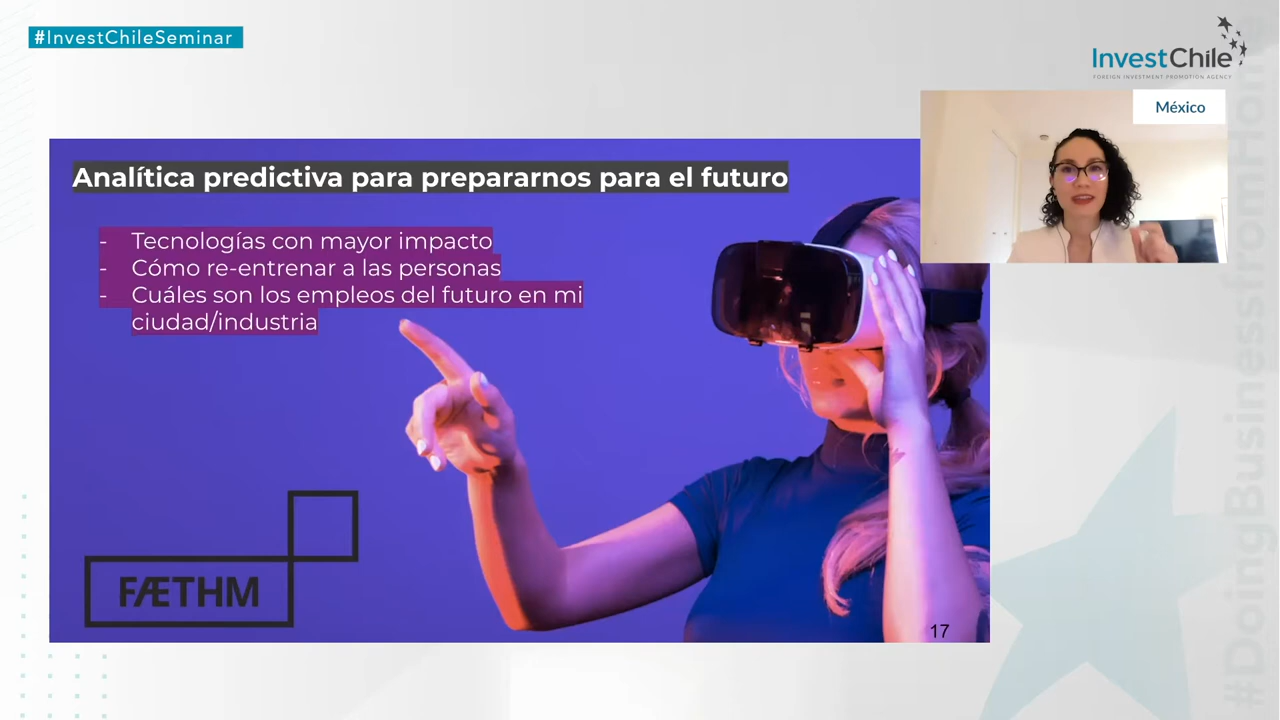 #InvestChileSeminar
InvestChile
FOREIGN INVESTMENT PROMOTION AGENCY
México
Analítica predictiva para prepararnos para el futuro
- Tecnologías con mayor impacto
- Cómo re-entrenar a las personas
- Cuáles son los empleos del futuro en mi
ciudad/industria
FÆTHM
17
#DoingBusinessfromHome